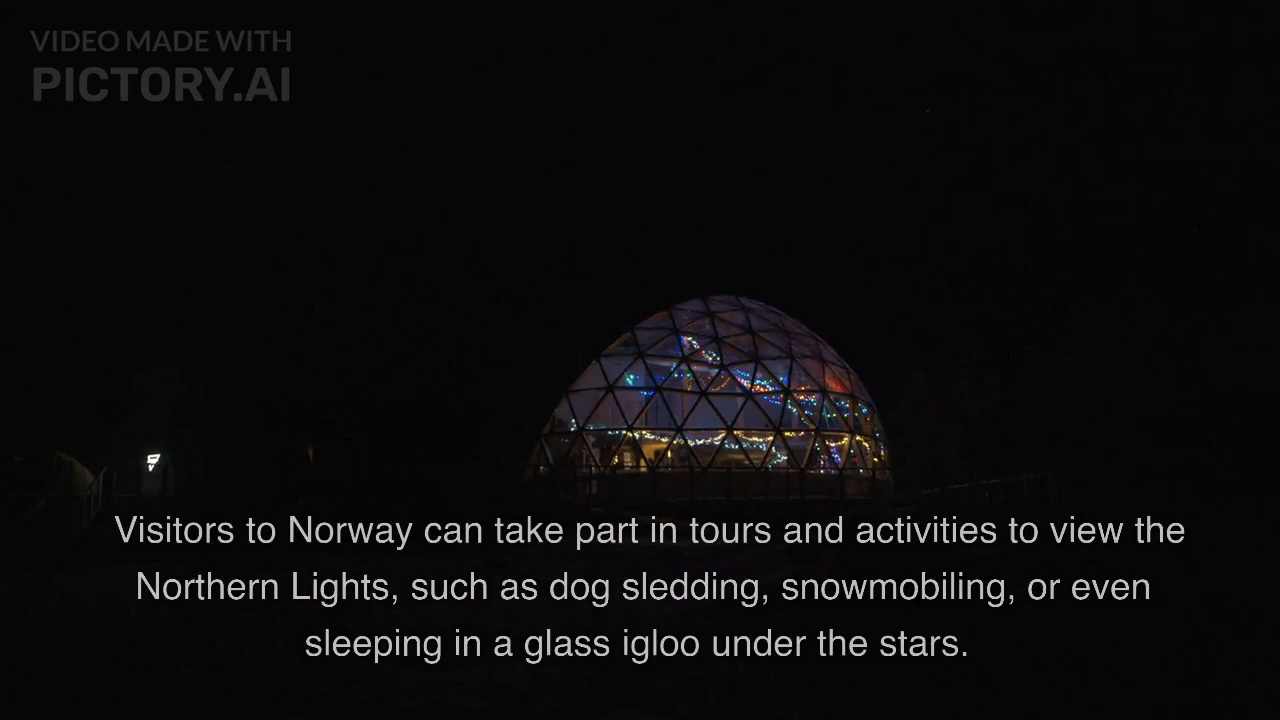 VIDEO MADE WITH
PICTORY.AI
Visitors to Norway can take part in tours and activities to view the
Northern Lights, such as dog sledding, snowmobiling, or even
sleeping in a glass igloo under the stars.